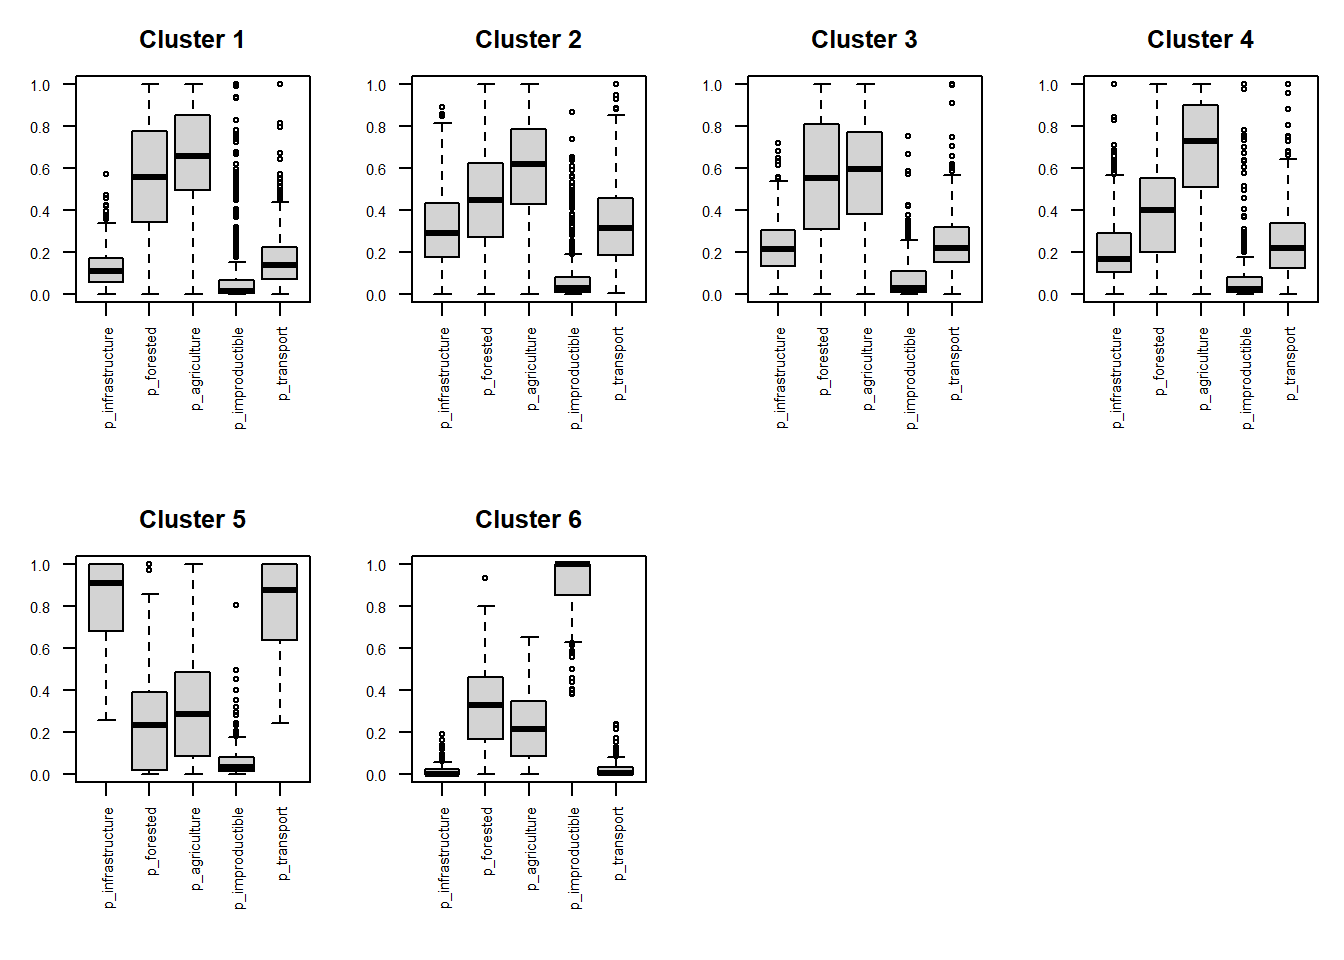 Cluster 1
1.0
0.8
0.6
0.4
0.2
0.0
p_infrastructure
p_forested
p_agriculture
p_improductible
p_transport
Cluster 2
1.0
0.8
0.6
0.4
0.2
0.0
p_infrastructure
p_forested
p_agriculture
p_improductible
p_transport
Cluster 3
1.0
0.8
0.6
0.4
0.2
0.0
p_infrastructure
p_forested
p_agriculture
p_improductible
p_transport
Cluster 4
1.0
0.8
0.6
0.4
0.2
0.0
p_infrastructure
p_forested
p_agriculture
p_improductible
p_transport
Cluster 5
1.0
0.8
0.6
0.4
0.2
0.0
p_infrastructure
p_forested
p_agriculture
p_improductible
p_transport
Cluster 6
1.0
0.8
0.6
0.4
0.2
0.0
p_infrastructure
p_forested
p_agriculture
p_improductible
p_transport